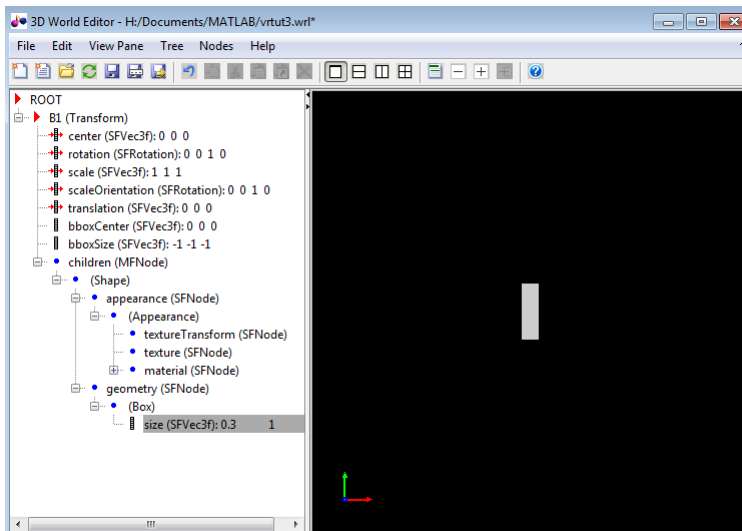 3D World Editor - H:/Documents/MATLAB/vrtut3.wrl*
File Edit View Pane Tree Nodes Help
ROOT
B1 (Transform)
center (SFVec3f): 0 0 0
rotation (SFRotation): 0 0 1 0
scale (SFVec3f): 1 1 1
scaleOrientation (SFRotation): 0 0 1 0
translation (SFVec3f): 0 0 0
bboxCenter (SFVec3f): 0 0 0
bboxSize (SFVec3f): -1 -1 -1
children (MFNode)
(Shape)
appearance (SFNode)
(Appearance)
textureTransform (SFNode)
texture (SFNode)
material (SFNode)
geometry (SFNode)
(Box)
size (SFVec3f): 0.3 1